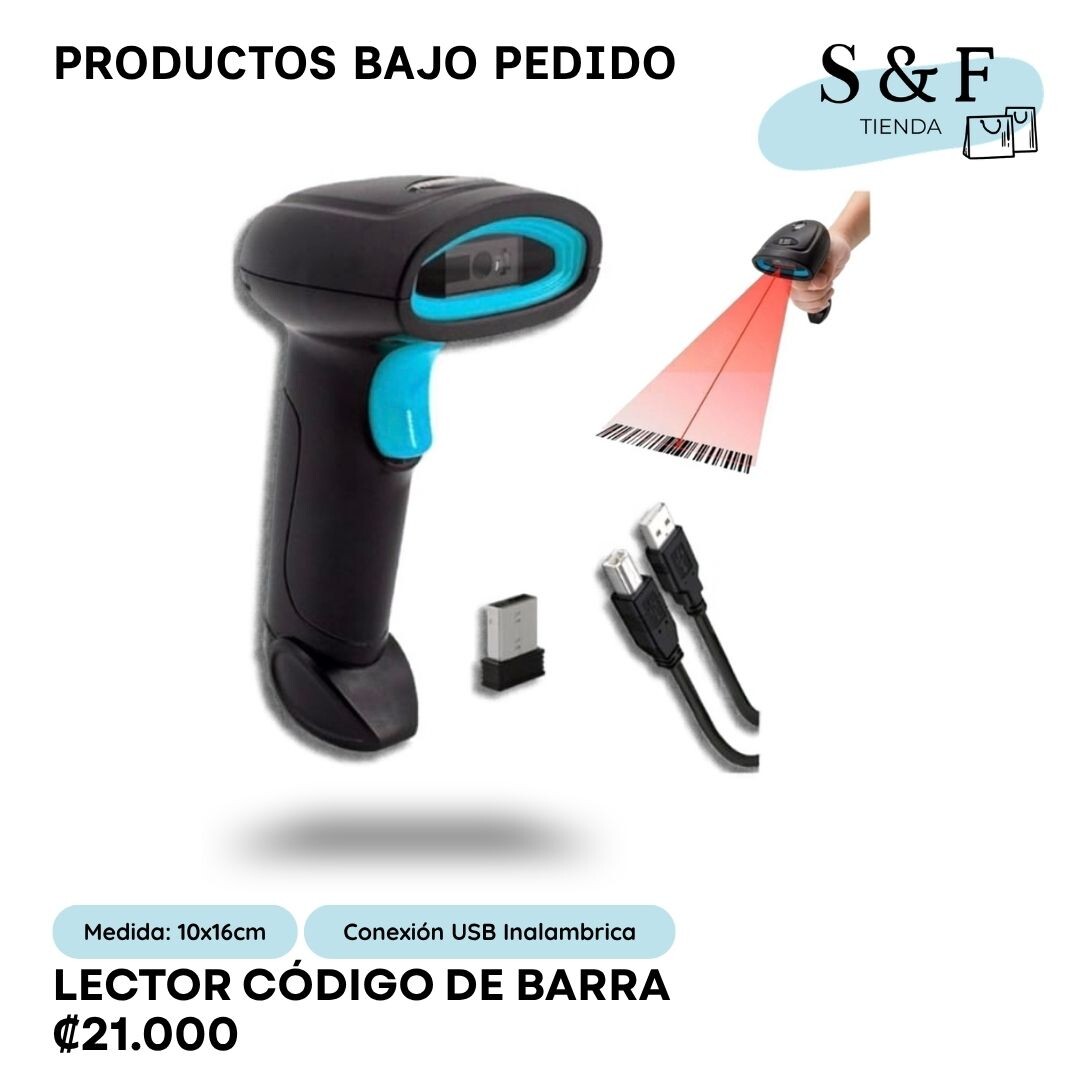 PRODUCTOS BAJO PEDIDO
S & F
TIENDA
Medida: 10x16cm
Conexión USB Inalambrica
LECTOR CÓDIGO DE BARRA
₡21.000